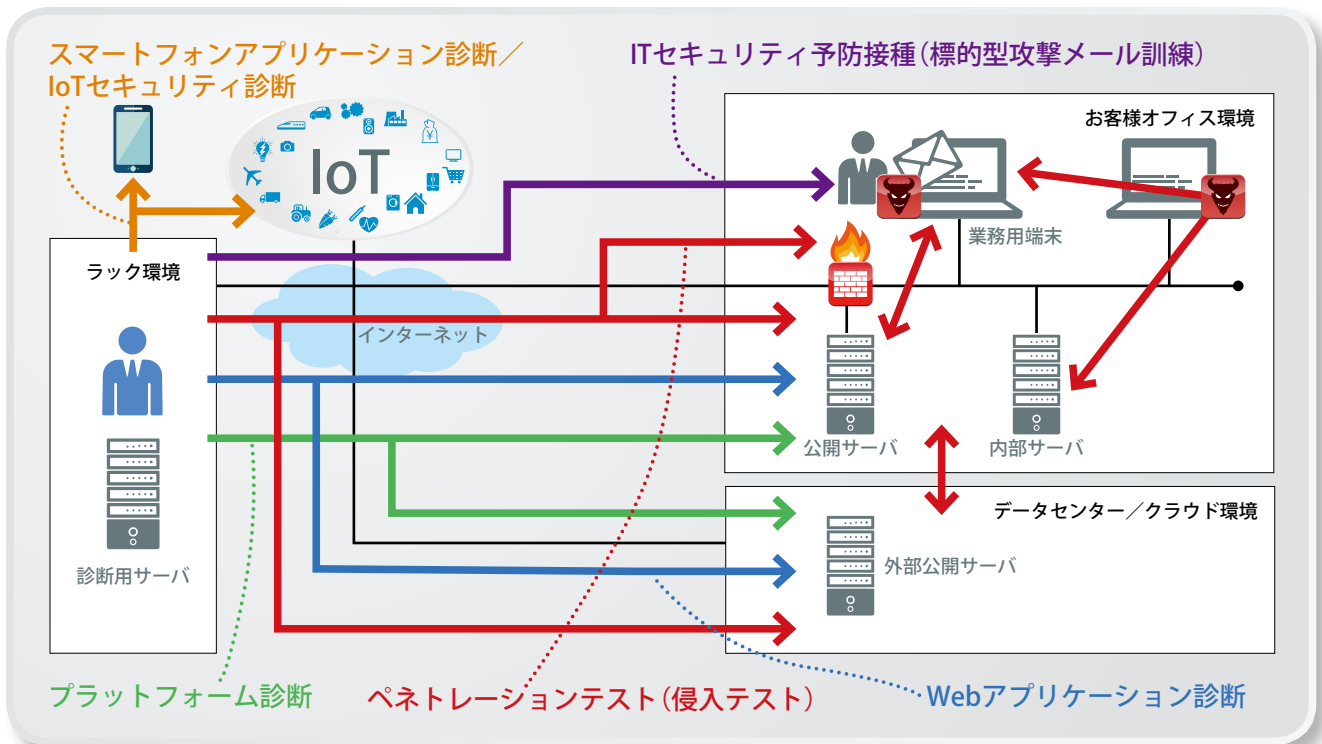 スマートフォンアプリケーション診断／
IoTセキュリティ診断
ITセキュリティ予防接種（標的型攻撃メール訓練）
お客様オフィス環境
IoT
¥
業務用端末
ラック環境
インターネット
公開サーバ
内部サーバ
データセンター／クラウド環境
外部公開サーバ
診断用サーバ
プラットフォーム診断
ペネトレーションテスト（侵入テスト）
Webアプリケーション診断